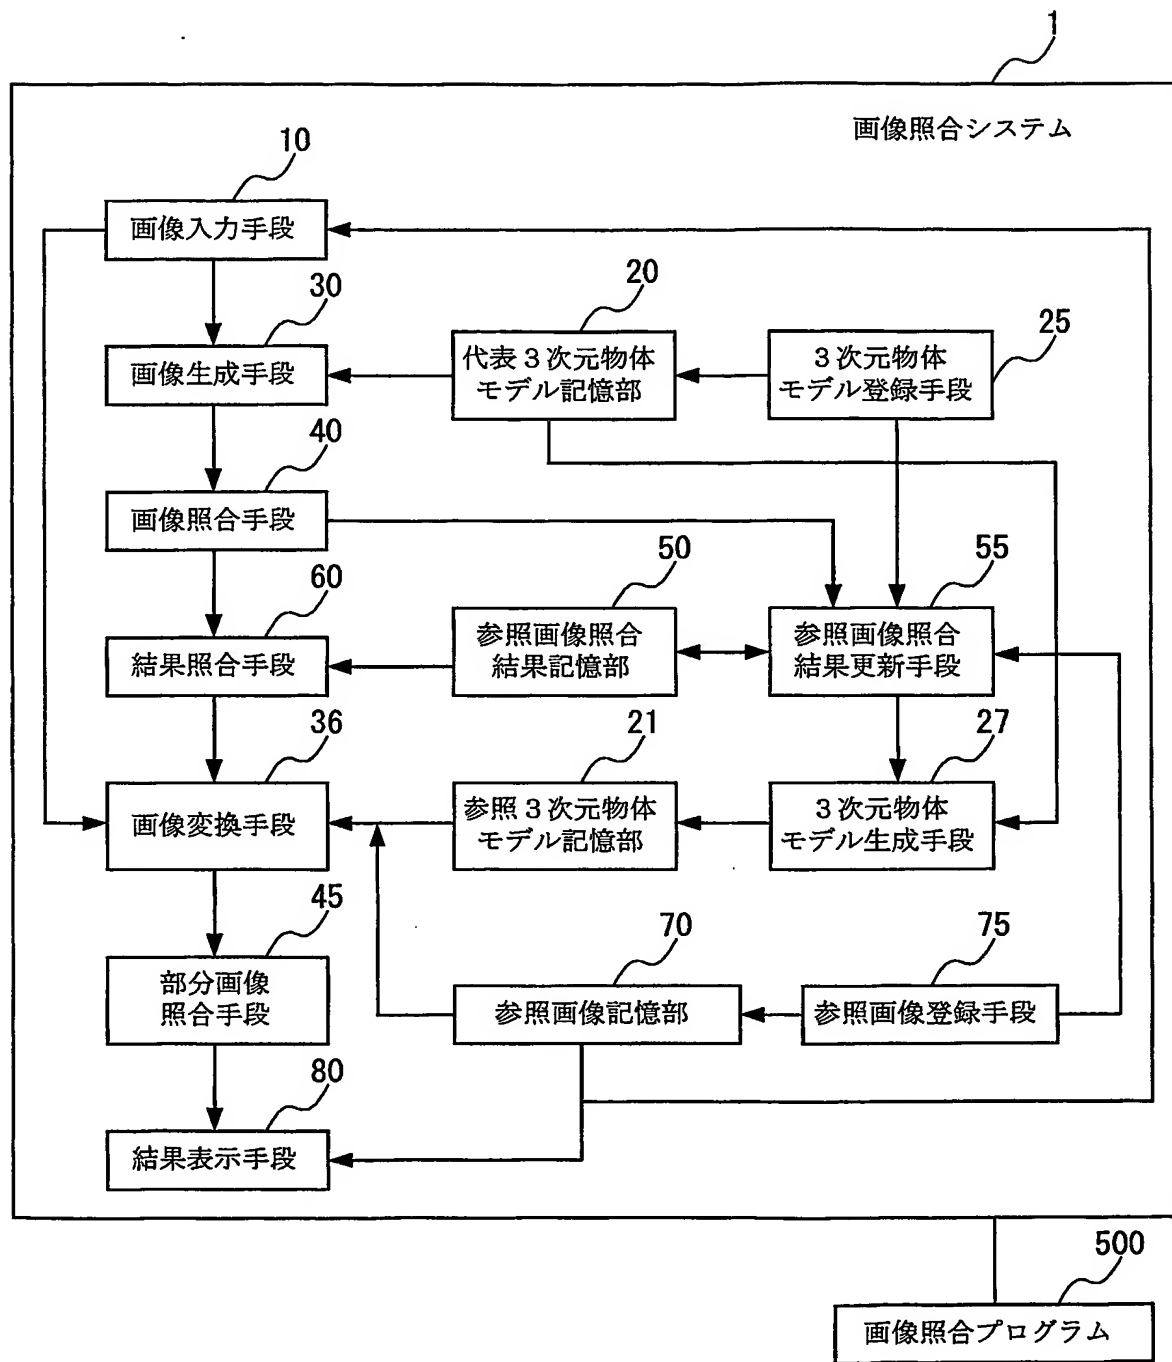 1
画像照合システム
10
画像入力手段
30
画像生成手段
20
代表3次元物体
モデル記憶部
25
3次元物体
モデル登録手段
40
画像照合手段
60
結果照合手段
50
参照画像照合
結果記憶部
55
参照画像照合
結果更新手段
36
画像変換手段
21
参照3次元物体
モデル記憶部
27
3次元物体
モデル生成手段
45
部分画像
照合手段
70
参照画像記憶部
75
参照画像登録手段
80
結果表示手段
500
画像照合プログラム